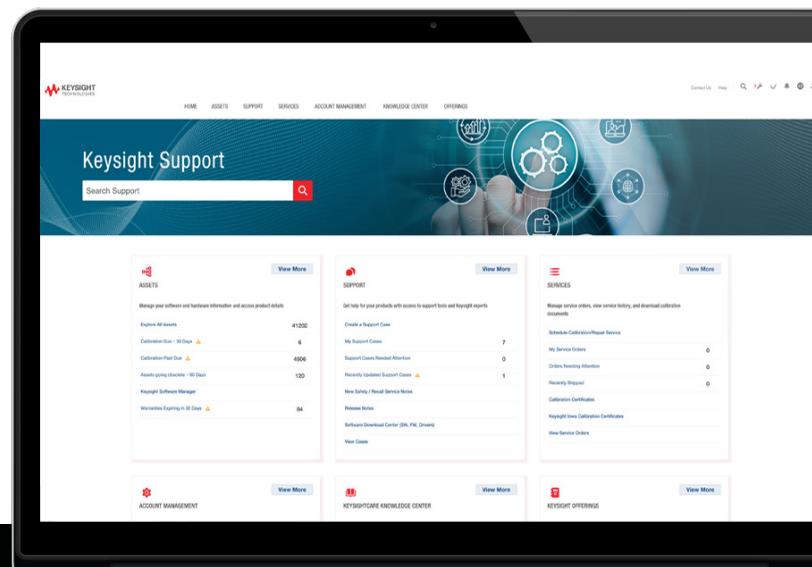 KEYSIGHT
TECHNOLOGIES
Contact Us Help
HOME ASSETS SUPPORT SERVICES ACCOUNT MANAGEMENT KNOWLEDGE CENTER OFFERINGS
Keysight Support
Search Support
View More
ASSETS
Manage your software and hardware information and access product details
Explore All Assets 41202
Calibration Due - 30 Days 6
Calibration Past Due 4506
Assets going obsolete - 60 Days 120
Keysight Software Manager
Warranties Expiring in 30 Days 84
View More
SUPPORT
Get help for your products with access to support tools and Keysight experts
Create a Support Case
My Support Cases 7
Support Cases Needed Attention 0
Recently Updated Support Cases 1
New Safety / Recall Service Notes
Release Notes
Software Download Center (SW, FW, Drivers)
View Cases
View More
SERVICES
Manage service orders, view service history, and download calibration
documents
Schedule Calibration/Repair Service
My Service Orders 0
Orders Needing Attention 0
Recently Shipped 0
Calibration Certificates
Keysight Iowa Calibration Certificates
View Service Orders
View More
ACCOUNT MANAGEMENT
View More
KEYSIGHTCARE KNOWLEDGE CENTER
View More
KEYSIGHT OFFERINGS